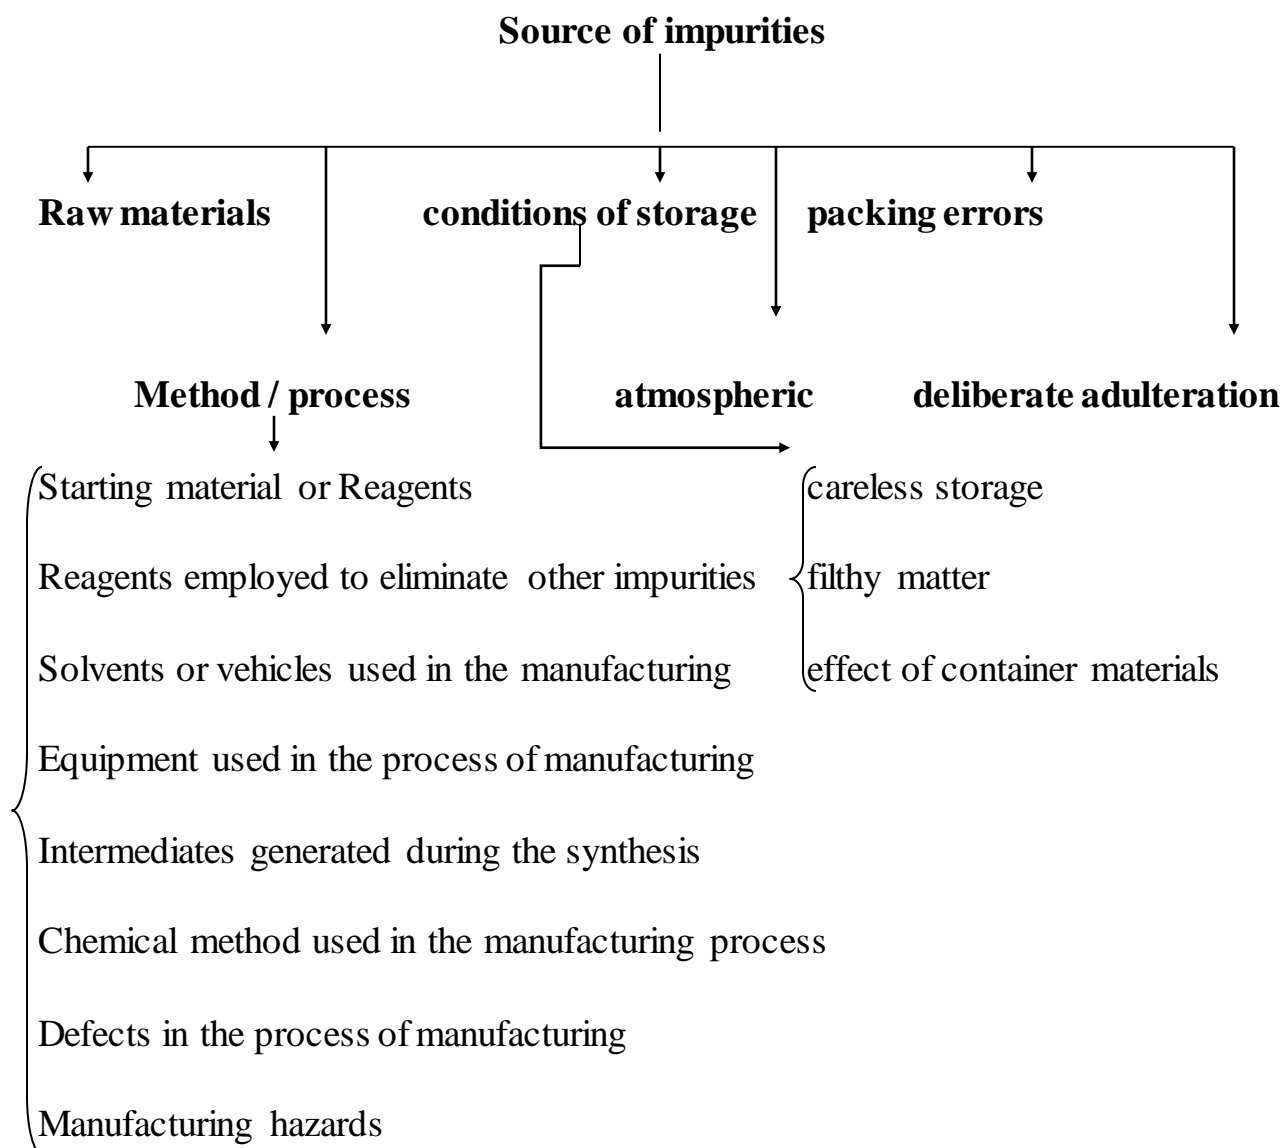 Source of impurities
Raw materials conditions of storage packing errors
Method / process atmospheric deliberate adulteration
Starting material or Reagents careless storage
Reagents employed to eliminate other impurities filthy matter
Solvents or vehicles used in the manufacturing effect of container materials
Equipment used in the process of manufacturing
Intermediates generated during the synthesis
Chemical method used in the manufacturing process
Defects in the process of manufacturing
Manufacturing hazards